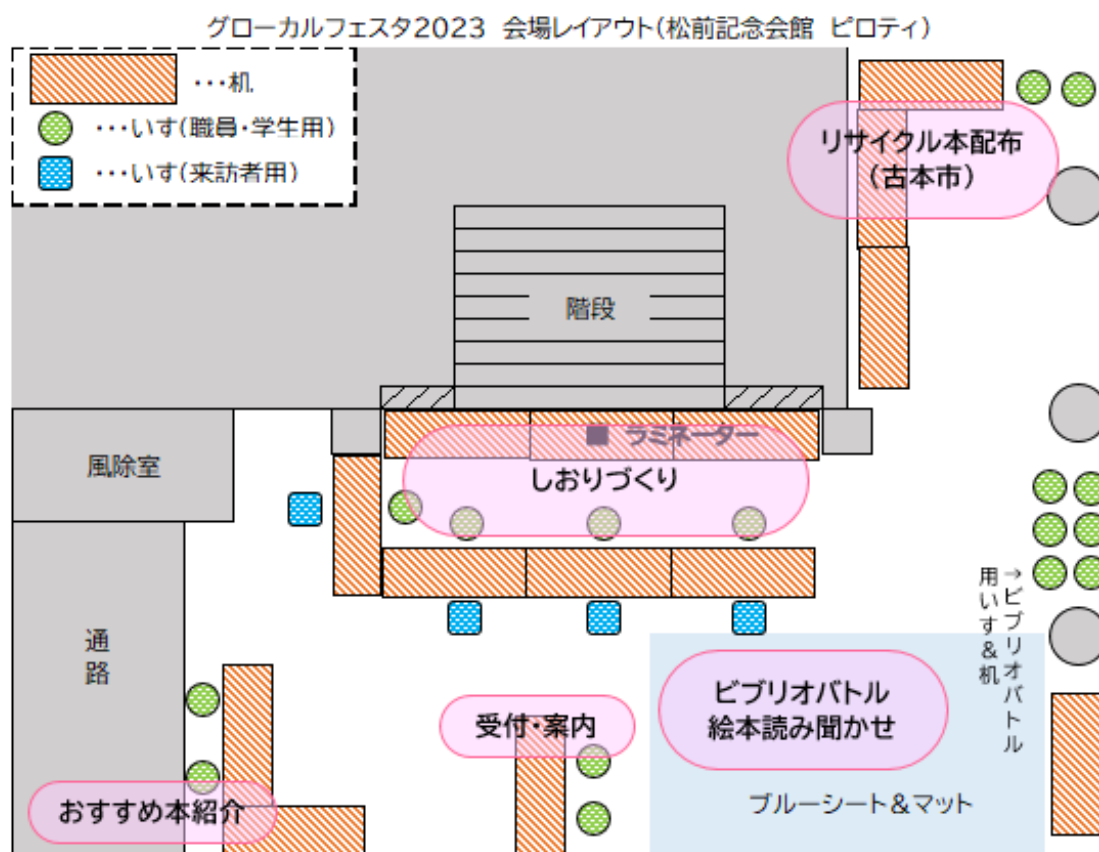 グローカルフェスタ2023 会場レイアウト(松前記念会館 ピロティ)
・・・机
・・・いす(職員・学生用)
・・・いす(来訪者用)
リサイクル本配布
(古本市)
階段
ラミネーター
しおりづくり
風除室
通路
→ビブリオバトル
用いす&机
受付・案内
ビブリオバトル
絵本読み聞かせ
ブルーシート&マット
おすすめ本紹介